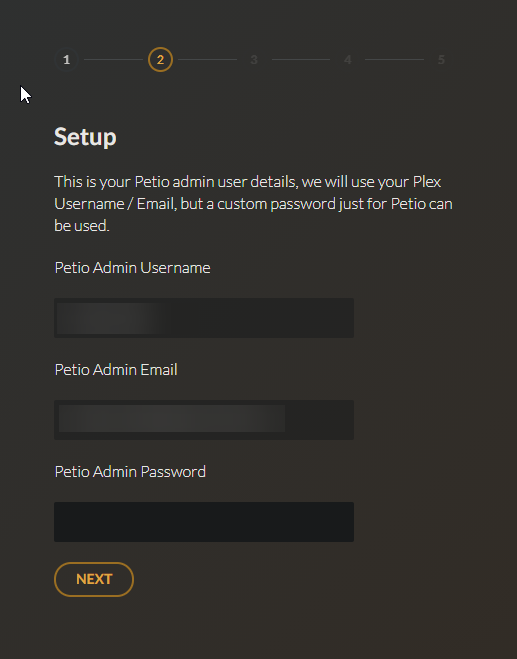 1 2 3 4 5
Setup
This is your Petio admin user details, we will use your Plex
Username / Email, but a custom password just for Petio can
be used.
Petio Admin Username
Petio Admin Email
Petio Admin Password
NEXT